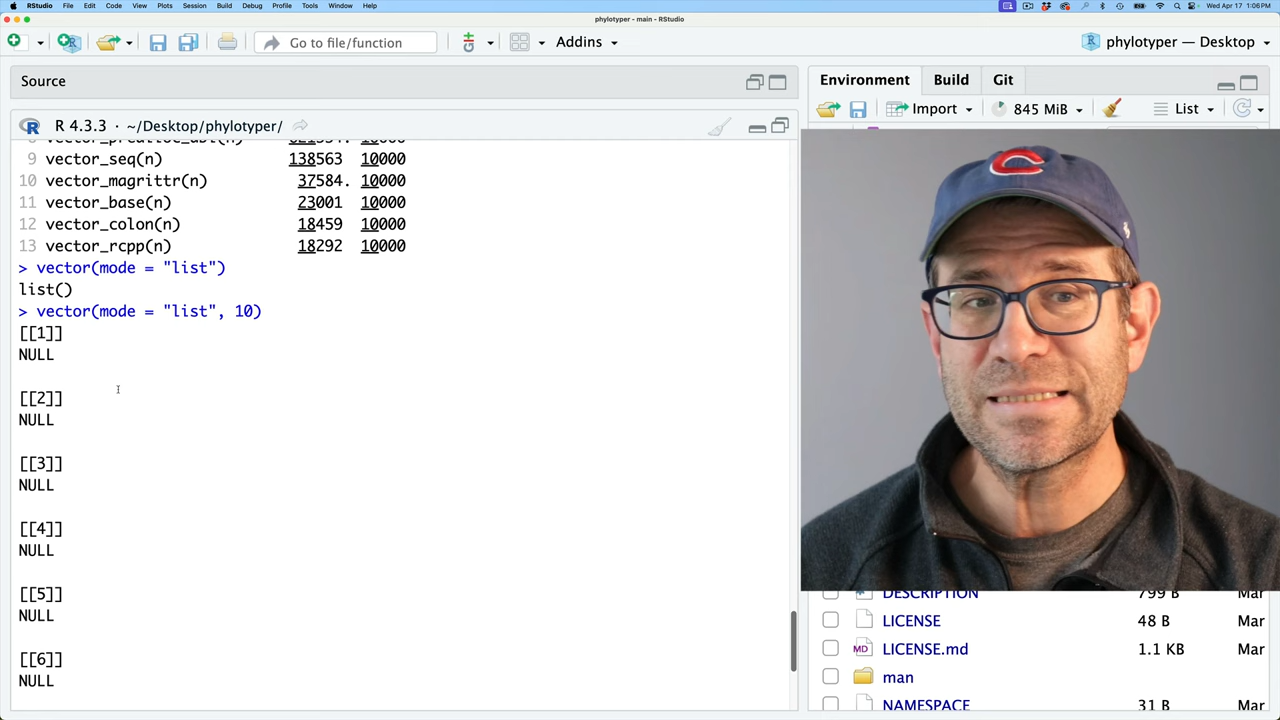 RStudio File Edit Code View Plots Session Build Debug Profile Tools Window Help
Wed Apr 17 1:06PM
phylotyper - main - RStudio
Go to file/function
Addins
phylotyper — Desktop
Source
R 4.3.3 · ~/Desktop/phylotyper/
9 vector_seq(n) 138563 10000
10 vector_magrittr(n) 37584. 10000
11 vector_base(n) 23001 10000
12 vector_colon(n) 18459 10000
13 vector_rcpp(n) 18292 10000
> vector(mode = "list")
list()
> vector(mode = "list", 10)
[[1]]
NULL
[[2]]
NULL
[[3]]
NULL
[[4]]
NULL
[[5]]
NULL
[[6]]
NULL
Environment Build Git
Import 845 MiB List
C
DESCRIPTION 799 B Mar
LICENSE 48 B Mar
MD LICENSE.md 1.1 KB Mar
man
NAMESPACE 31 B Mar